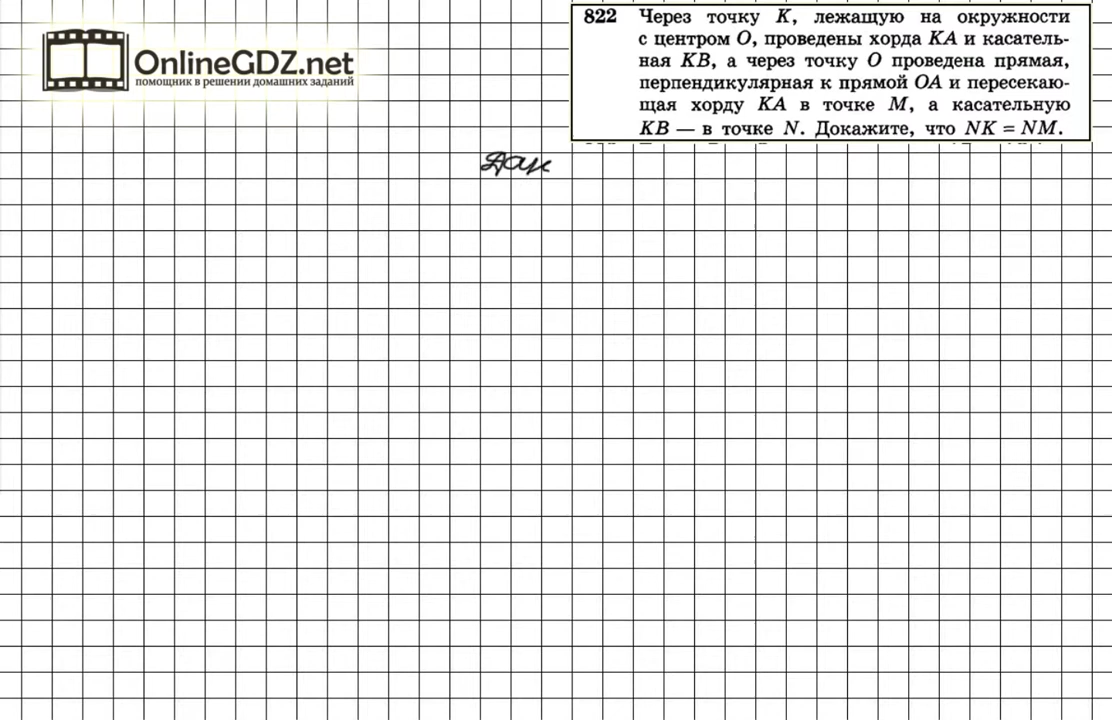 OnlineGDZ.net
помощник в решении домашних заданий
822 Через точку K, лежащую на окружности
с центром O, проведены хорда KA и касатель-
ная KB, а через точку O проведена прямая,
перпендикулярная к прямой OA и пересекаю-
щая хорду KA в точке M, а касательную
KB — в точке N. Докажите, что NK = NM.
Док